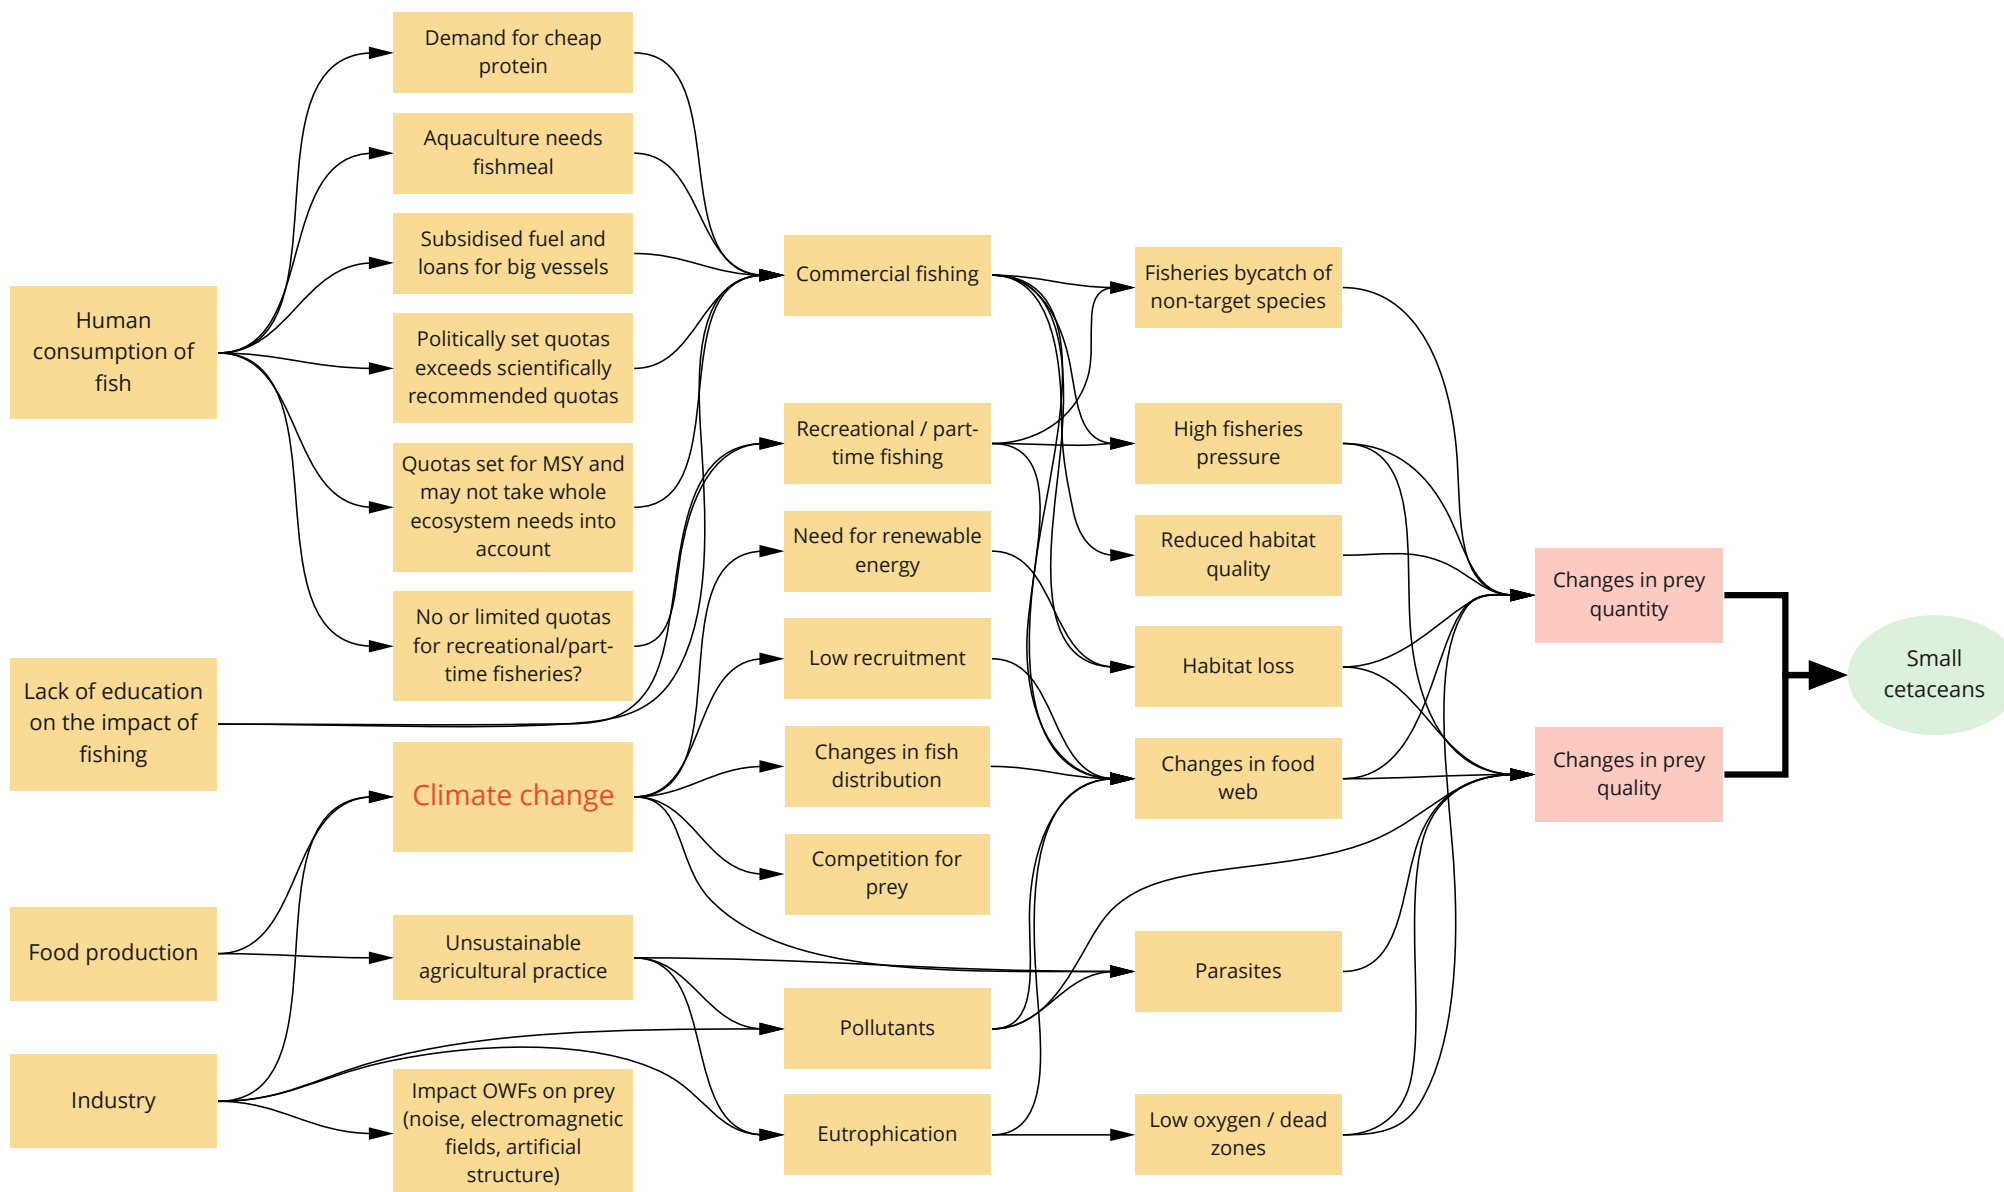 Demand for cheap
protein
Aquaculture needs
fishmeal
Subsidised fuel and
loans for big vessels
Politically set quotas
exceeds scientifically
recommended quotas
Quotas set for MSY and
may not take whole
ecosystem needs into
account
No or limited quotas
for recreational/part-
time fisheries?
Human
consumption of
fish
Lack of education
on the impact of
fishing
Climate change
Food production
Unsustainable
agricultural practice
Industry
Impact OWFs on prey
(noise, electromagnetic
fields, artificial
structure)
Commercial fishing
Recreational / part-
time fishing
Need for renewable
energy
Low recruitment
Changes in fish
distribution
Competition for
prey
Pollutants
Eutrophication
Fisheries bycatch of
non-target species
High fisheries
pressure
Reduced habitat
quality
Habitat loss
Changes in food
web
Parasites
Low oxygen / dead
zones
Changes in prey
quantity
Changes in prey
quality
Small
cetaceans